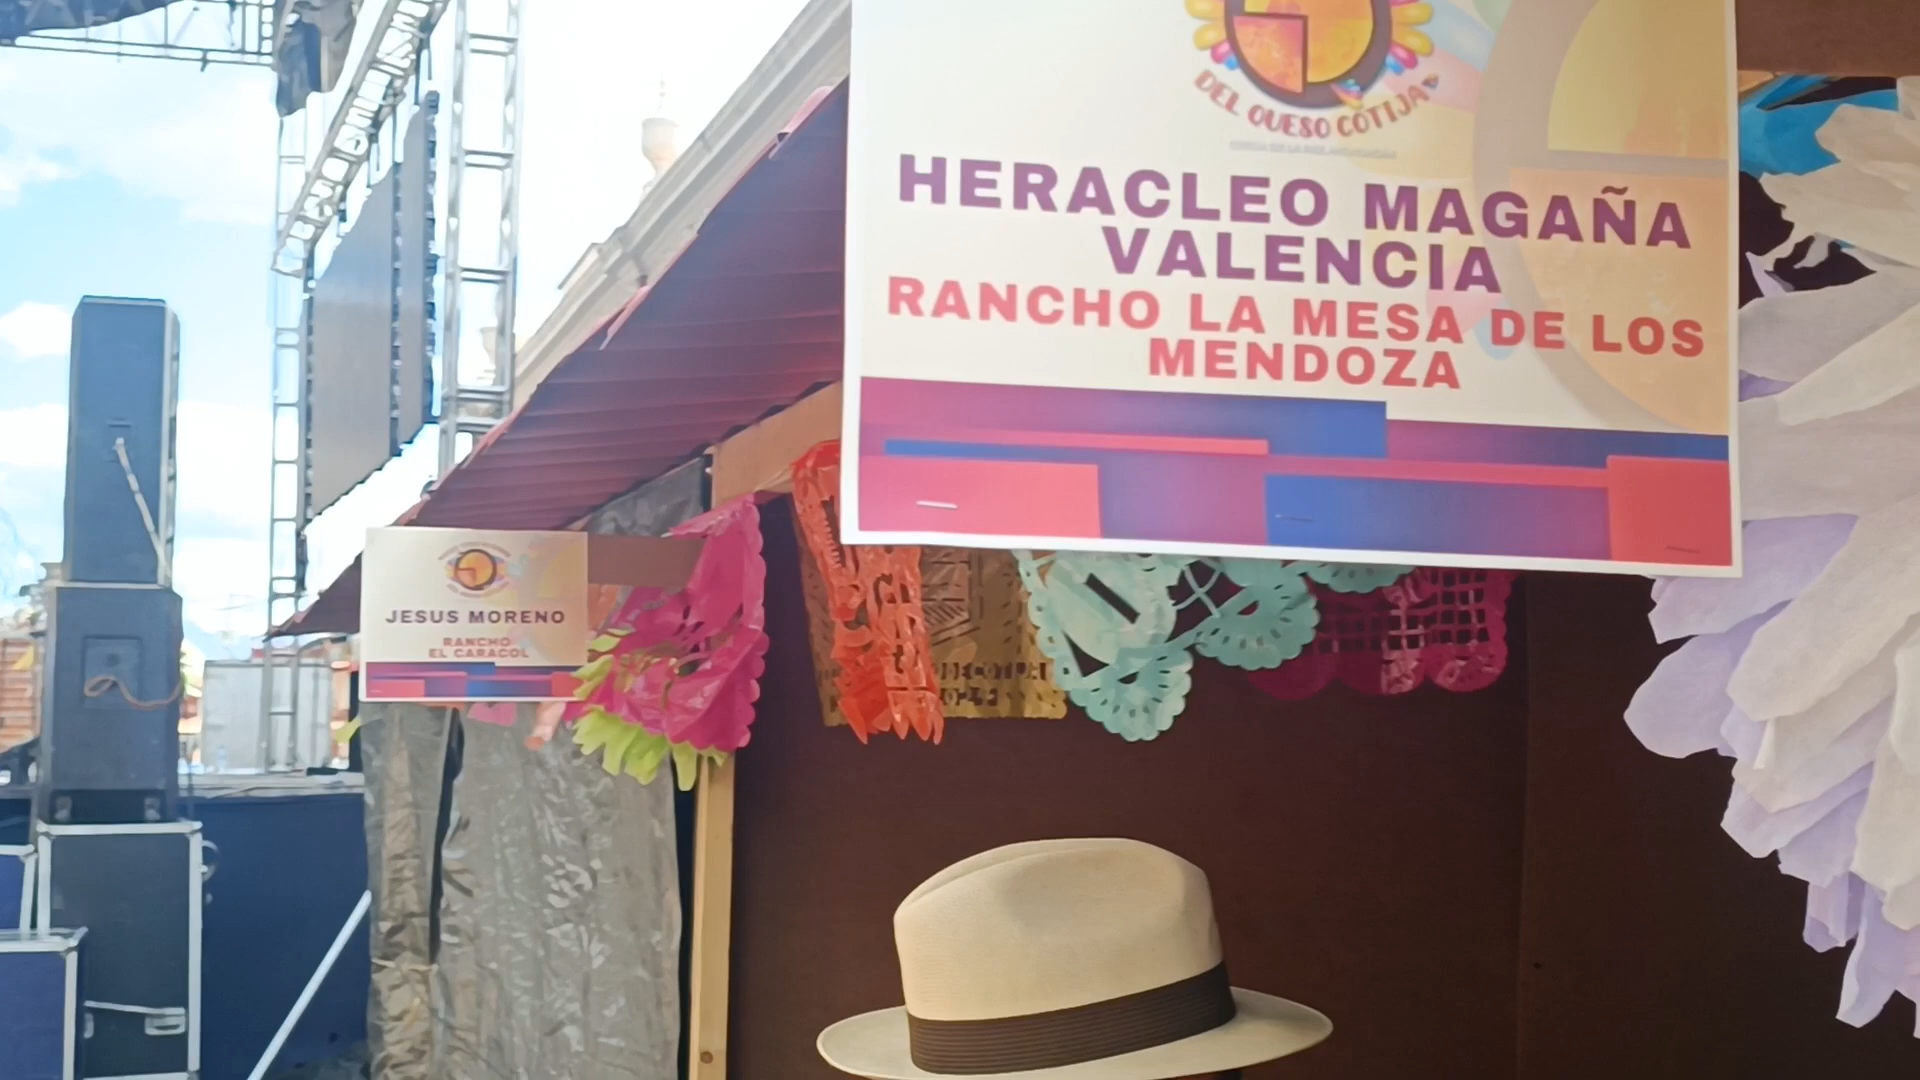 DEL QUESO COTIJA
HERACLEO MAGAÑA
VALENCIA
RANCHO LA MESA DE LOS
MENDOZA
JESUS MORENO
RANCHO
EL CARACOL